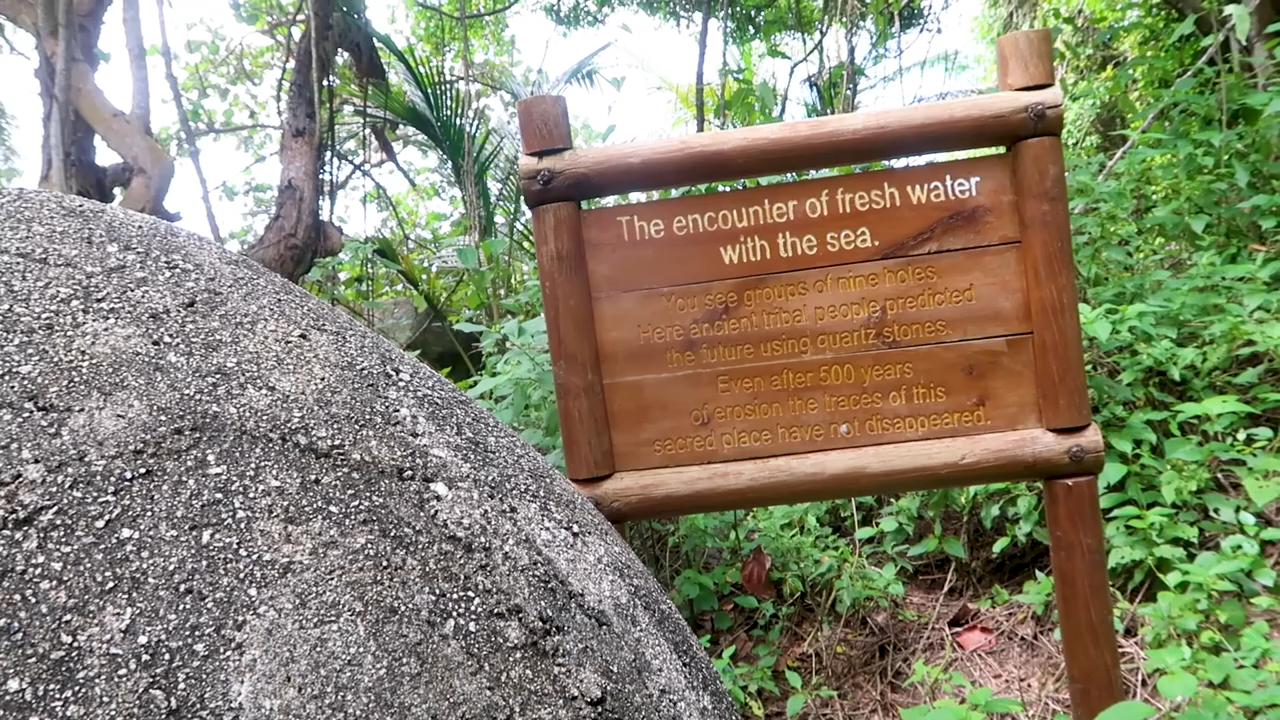 The encounter of fresh water
with the sea.
You see groups of nine holes.
Here ancient tribal people predicted
the future using quartz stones.
Even after 500 years
of erosion the traces of this
sacred place have not disappeared.